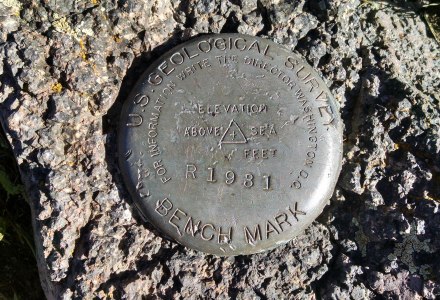 U.S. GEOLOGICAL SURVEY
FOR INFORMATION WRITE THE DIRECTOR, WASHINGTON, D.C.
ELEVATION
ABOVE SEA
FEET
R1981
BENCH MARK